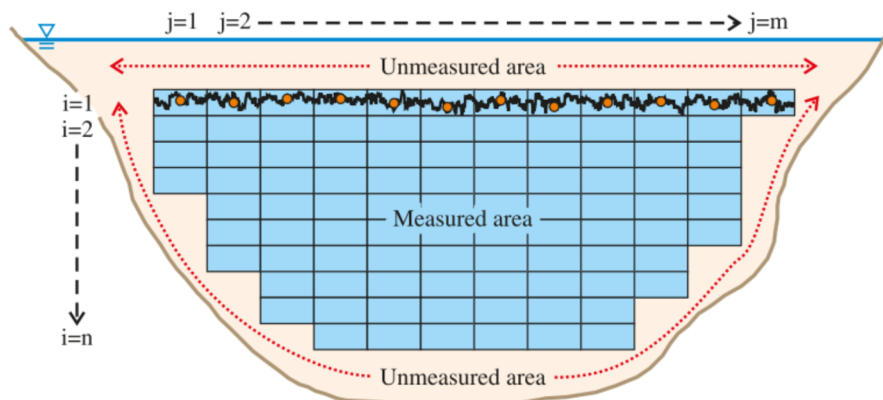 j=1 j=2 j=m
Unmeasured area
i=1
i=2
Measured area
i=n
Unmeasured area